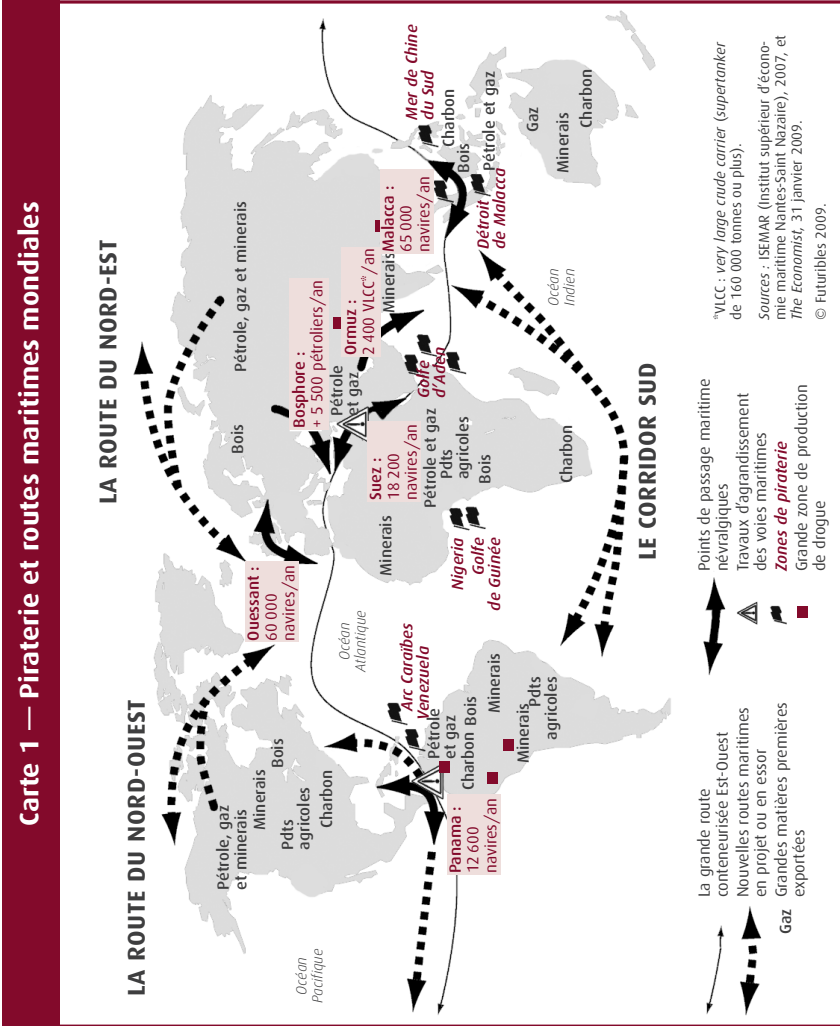 Carte 1 — Piraterie et routes maritimes mondiales
LA ROUTE DU NORD-OUEST
LA ROUTE DU NORD-EST
Pétrole, gaz
et minerais
Minerais
Bois
Pdts
agricoles
Charbon
Océan
Pacifique
Ouessant :
60 000
navires/an
Océan
Atlantique
Arc Caraïbes
Venezuela
Panama :
12 600
navires/an
Pétrole
et gaz
Charbon
Bois
Minerais
Minerais
Pdts
agricoles
Bois
Pétrole, gaz et minerais
Bosphore :
+ 5 500 pétroliers/an
Pétrole
et gaz
Ormuz :
2 400 VLCC*/an
Minerais
Malacca :
65 000
navires/an
Suez :
18 200
navires/an
Golfe
d'Aden
Minerais
Pétrole et gaz
Pdts
agricoles
Bois
Charbon
Nigeria
Golfe
de Guinée
Mer de Chine
du Sud
Charbon
Bois
Pétrole et gaz
Détroit
de Malacca
Gaz
Minerais
Charbon
Océan
Indien
LE CORRIDOR SUD
La grande route
conteneurisée Est-Ouest
Nouvelles routes maritimes
en projet ou en essor
Gaz
Grandes matières premières
exportées
Points de passage maritime
névralgiques
Travaux d'agrandissement
des voies maritimes
Zones de piraterie
Grande zone de production
de drogue
*VLCC : very large crude carrier (supertanker
de 160 000 tonnes ou plus).
Sources : ISEMAR (Institut supérieur d'écono-
mie maritime Nantes-Saint Nazaire), 2007, et
The Economist, 31 janvier 2009.
© Futuribles 2009.